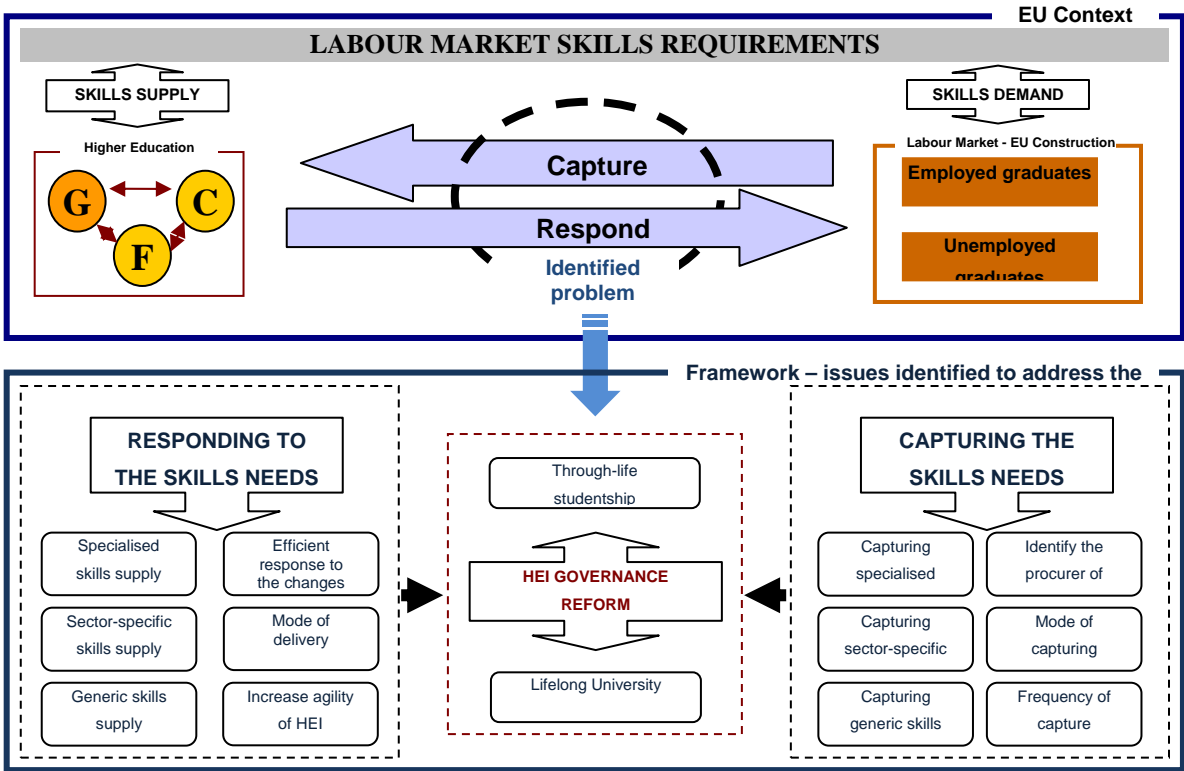 EU Context
LABOUR MARKET SKILLS REQUIREMENTS
SKILLS SUPPLY
SKILLS DEMAND
Higher Education
G
C
F
Capture
Respond
Identified
problem
Labour Market - EU Construction
Employed graduates
Unemployed
graduates
Framework – issues identified to address the
RESPONDING TO
THE SKILLS NEEDS
Specialised
skills supply
Efficient
response to
the changes
Sector-specific
skills supply
Mode of
delivery
Generic skills
supply
Increase agility
of HEI
Through-life
studentship
HEI GOVERNANCE
REFORM
Lifelong University
CAPTURING THE
SKILLS NEEDS
Capturing
specialised
Identify the
procurer of
Capturing
sector-specific
Mode of
capturing
Capturing
generic skills
Frequency of
capture